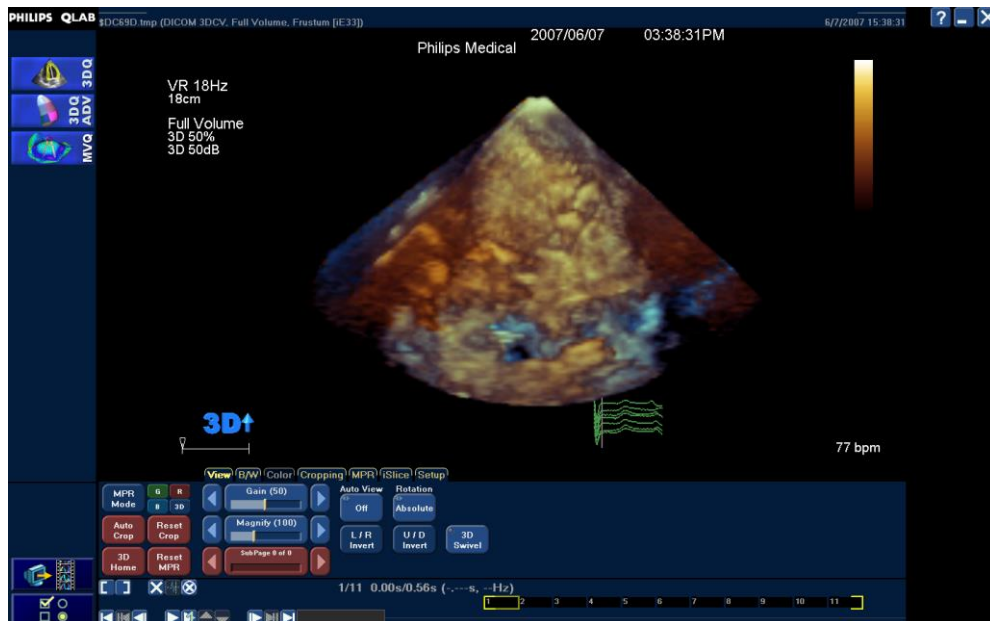 PHILIPS QLAB
$DC69D.tmp (DICOM 3DCV, Full Volume, Frustum [iE33])
6/7/2007 15:38:31
? _ X
Philips Medical
2007/06/07 03:38:31PM
3DQ
3DQ ADV
MVQ
VR 18Hz
18cm
Full Volume
3D 50%
3D 50dB
3D
V
77 bpm
View B/W Color Cropping MPR iSlice Setup
MPR Mode
G R
B 3D
Gain (50)
Auto View
Off
Rotation
Absolute
Auto Crop
Reset Crop
Magnify (100)
L / R Invert
U / D Invert
3D Swivel
3D Home
Reset MPR
SubPage 0 of 0
1/11 0.00s/0.56s (-.---s, --Hz)
1 2 3 4 5 6 7 8 9 10 11